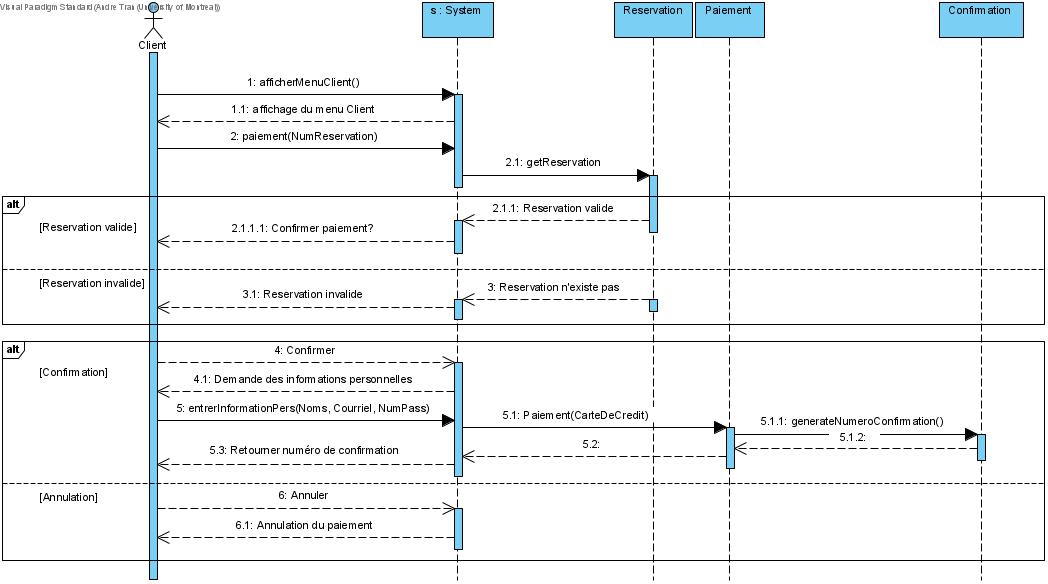 Visual Paradigm Standard (Andre Tran (University of Montreal))
Client
s : System
Reservation
Paiement
Confirmation
1: afficherMenuClient()
1.1: affichage du menu Client
2: paiement(NumReservation)
2.1: getReservation
alt
[Reservation valide]
2.1.1: Reservation valide
2.1.1.1: Confirmer paiement?
[Reservation invalide]
3: Reservation n'existe pas
3.1: Reservation invalide
alt
[Confirmation]
4: Confirmer
4.1: Demande des informations personnelles
5: entrerInformationPers(Noms, Courriel, NumPass)
5.1: Paiement(CarteDeCredit)
5.1.1: generateNumeroConfirmation()
5.1.2:
5.2:
5.3: Retourner numéro de confirmation
[Annulation]
6: Annuler
6.1: Annulation du paiement